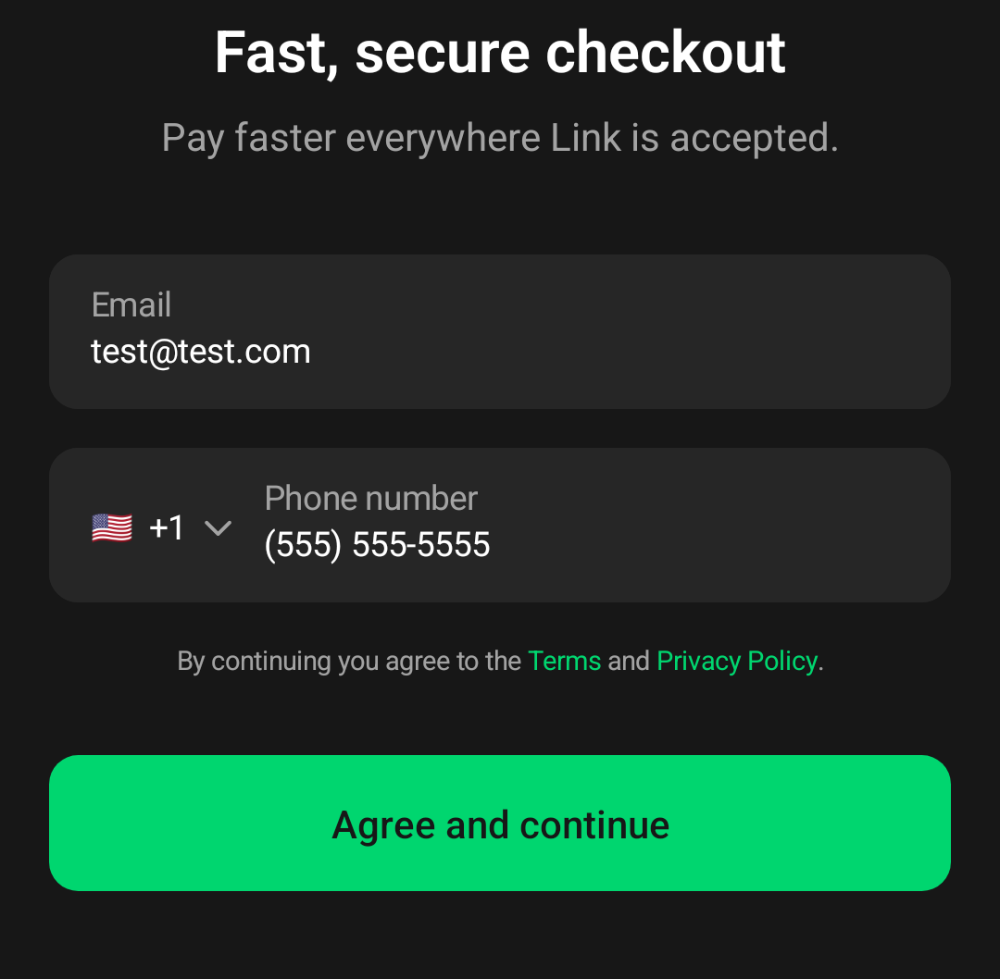 Fast, secure checkout
Pay faster everywhere Link is accepted.
Email
test@test.com
Phone number
+1 (555) 555-5555
By continuing you agree to the Terms and Privacy Policy.
Agree and continue